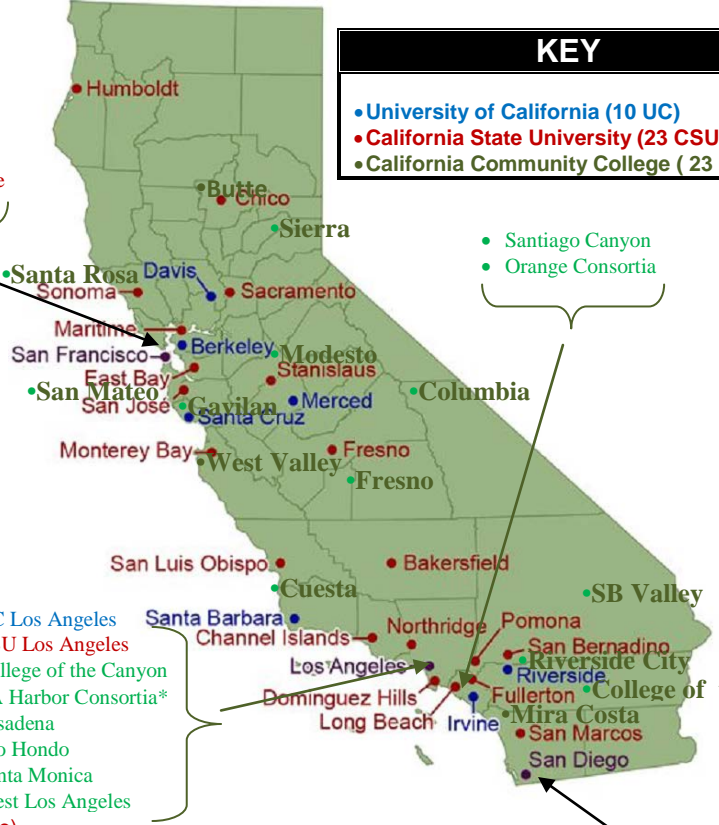 KEY
•University of California (10 UC)
•California State University (23 CSU
•California Community College ( 23
Humboldt
Butte
Chico
Sierra
• Santiago Canyon
• Orange Consortia
Santa Rosa
Davis
Sonoma
Sacramento
Maritime
San Francisco
Berkeley
Modesto
East Bay
Stanislaus
San Mateo
San José
Gavilan
Merced
Columbia
Santa Cruz
Monterey Bay
West Valley
Fresno
Fresno
San Luis Obispo
Bakersfield
Cuesta
SB Valley
Santa Barbara
Channel Islands
Northridge
Pomona
San Bernadino
Los Angeles
Riverside City
Riverside
Dominguez Hills
Fullerton
College of
Long Beach
Irvine
Mira Costa
San Marcos
San Diego
C Los Angeles
U Los Angeles
ollege of the Canyon
A Harbor Consortia*
asadena
o Hondo
nta Monica
est Los Angeles